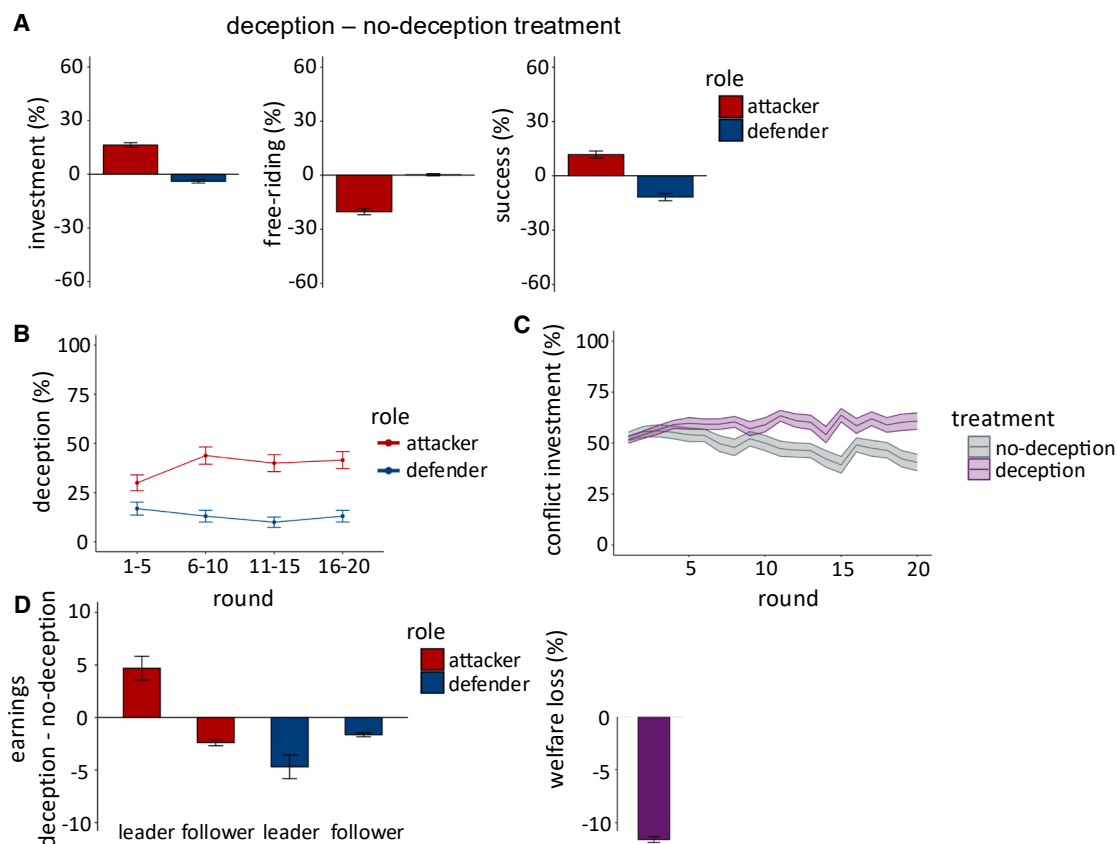 A
deception – no-deception treatment
investment (%)
60
30
0
-30
-60
free-riding (%)
60
30
0
-30
-60
success (%)
60
30
0
-30
-60
role
attacker
defender
B
deception (%)
100
75
50
25
0
1-5 6-10 11-15 16-20
round
role
attacker
defender
C
conflict investment (%)
100
75
50
25
0
5 10 15 20
round
treatment
no-deception
deception
D
earnings
deception - no-deception
10
5
0
-5
-10
leader follower leader follower
role
attacker
defender
welfare loss (%)
0
-5
-10